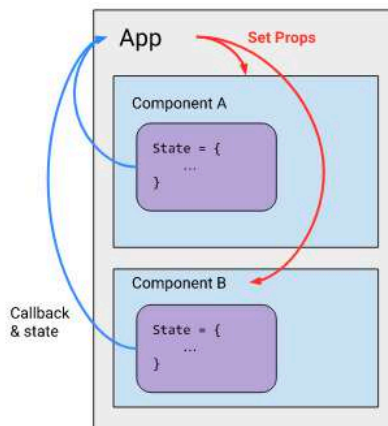 App
Set Props
Component A
State = {
...
}
Component B
Callback
& state
State = {
...
}